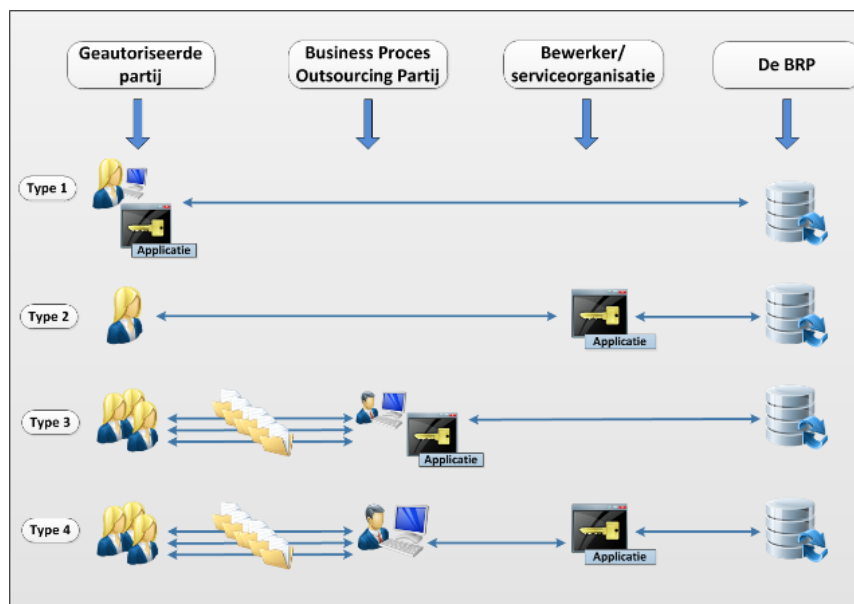 Geautoriseerde
partij
Business Proces
Outsourcing Partij
Bewerker/
serviceorganisatie
De BRP
Type 1
Applicatie
Type 2
Applicatie
Type 3
Applicatie
Type 4
Applicatie